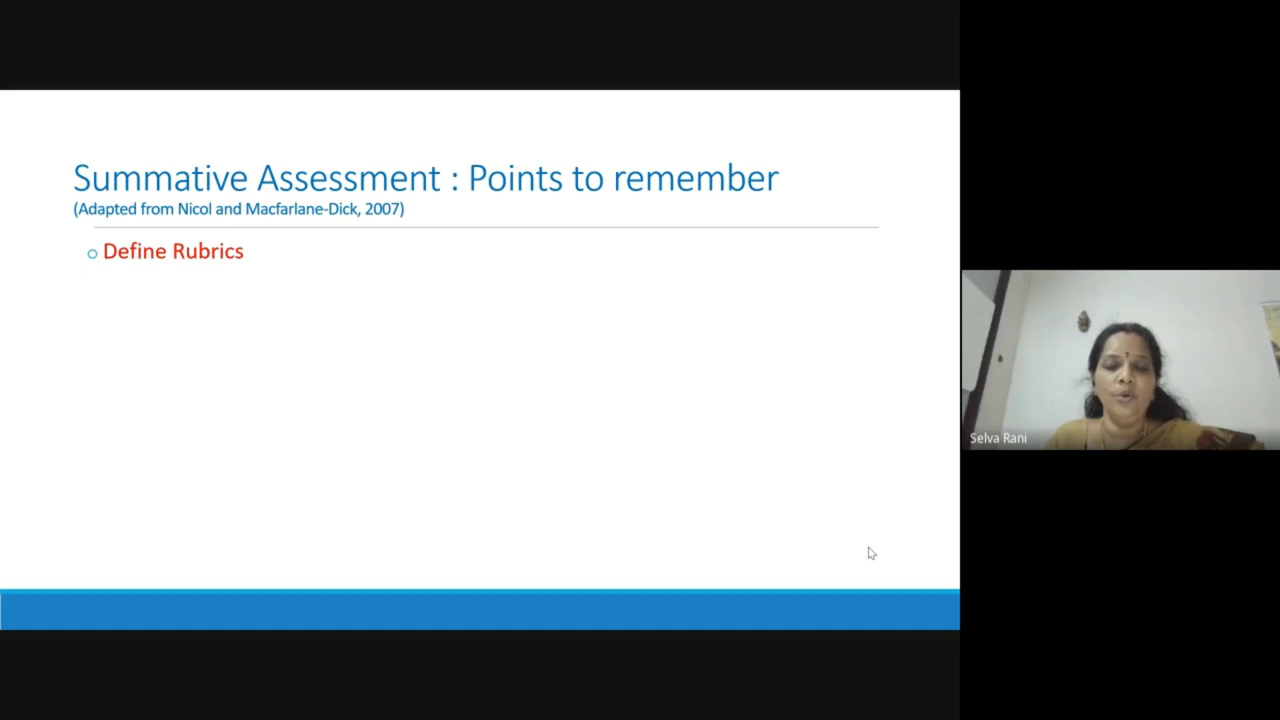 Summative Assessment : Points to remember
(Adapted from Nicol and Macfarlane-Dick, 2007)
Define Rubrics
Selva Rani